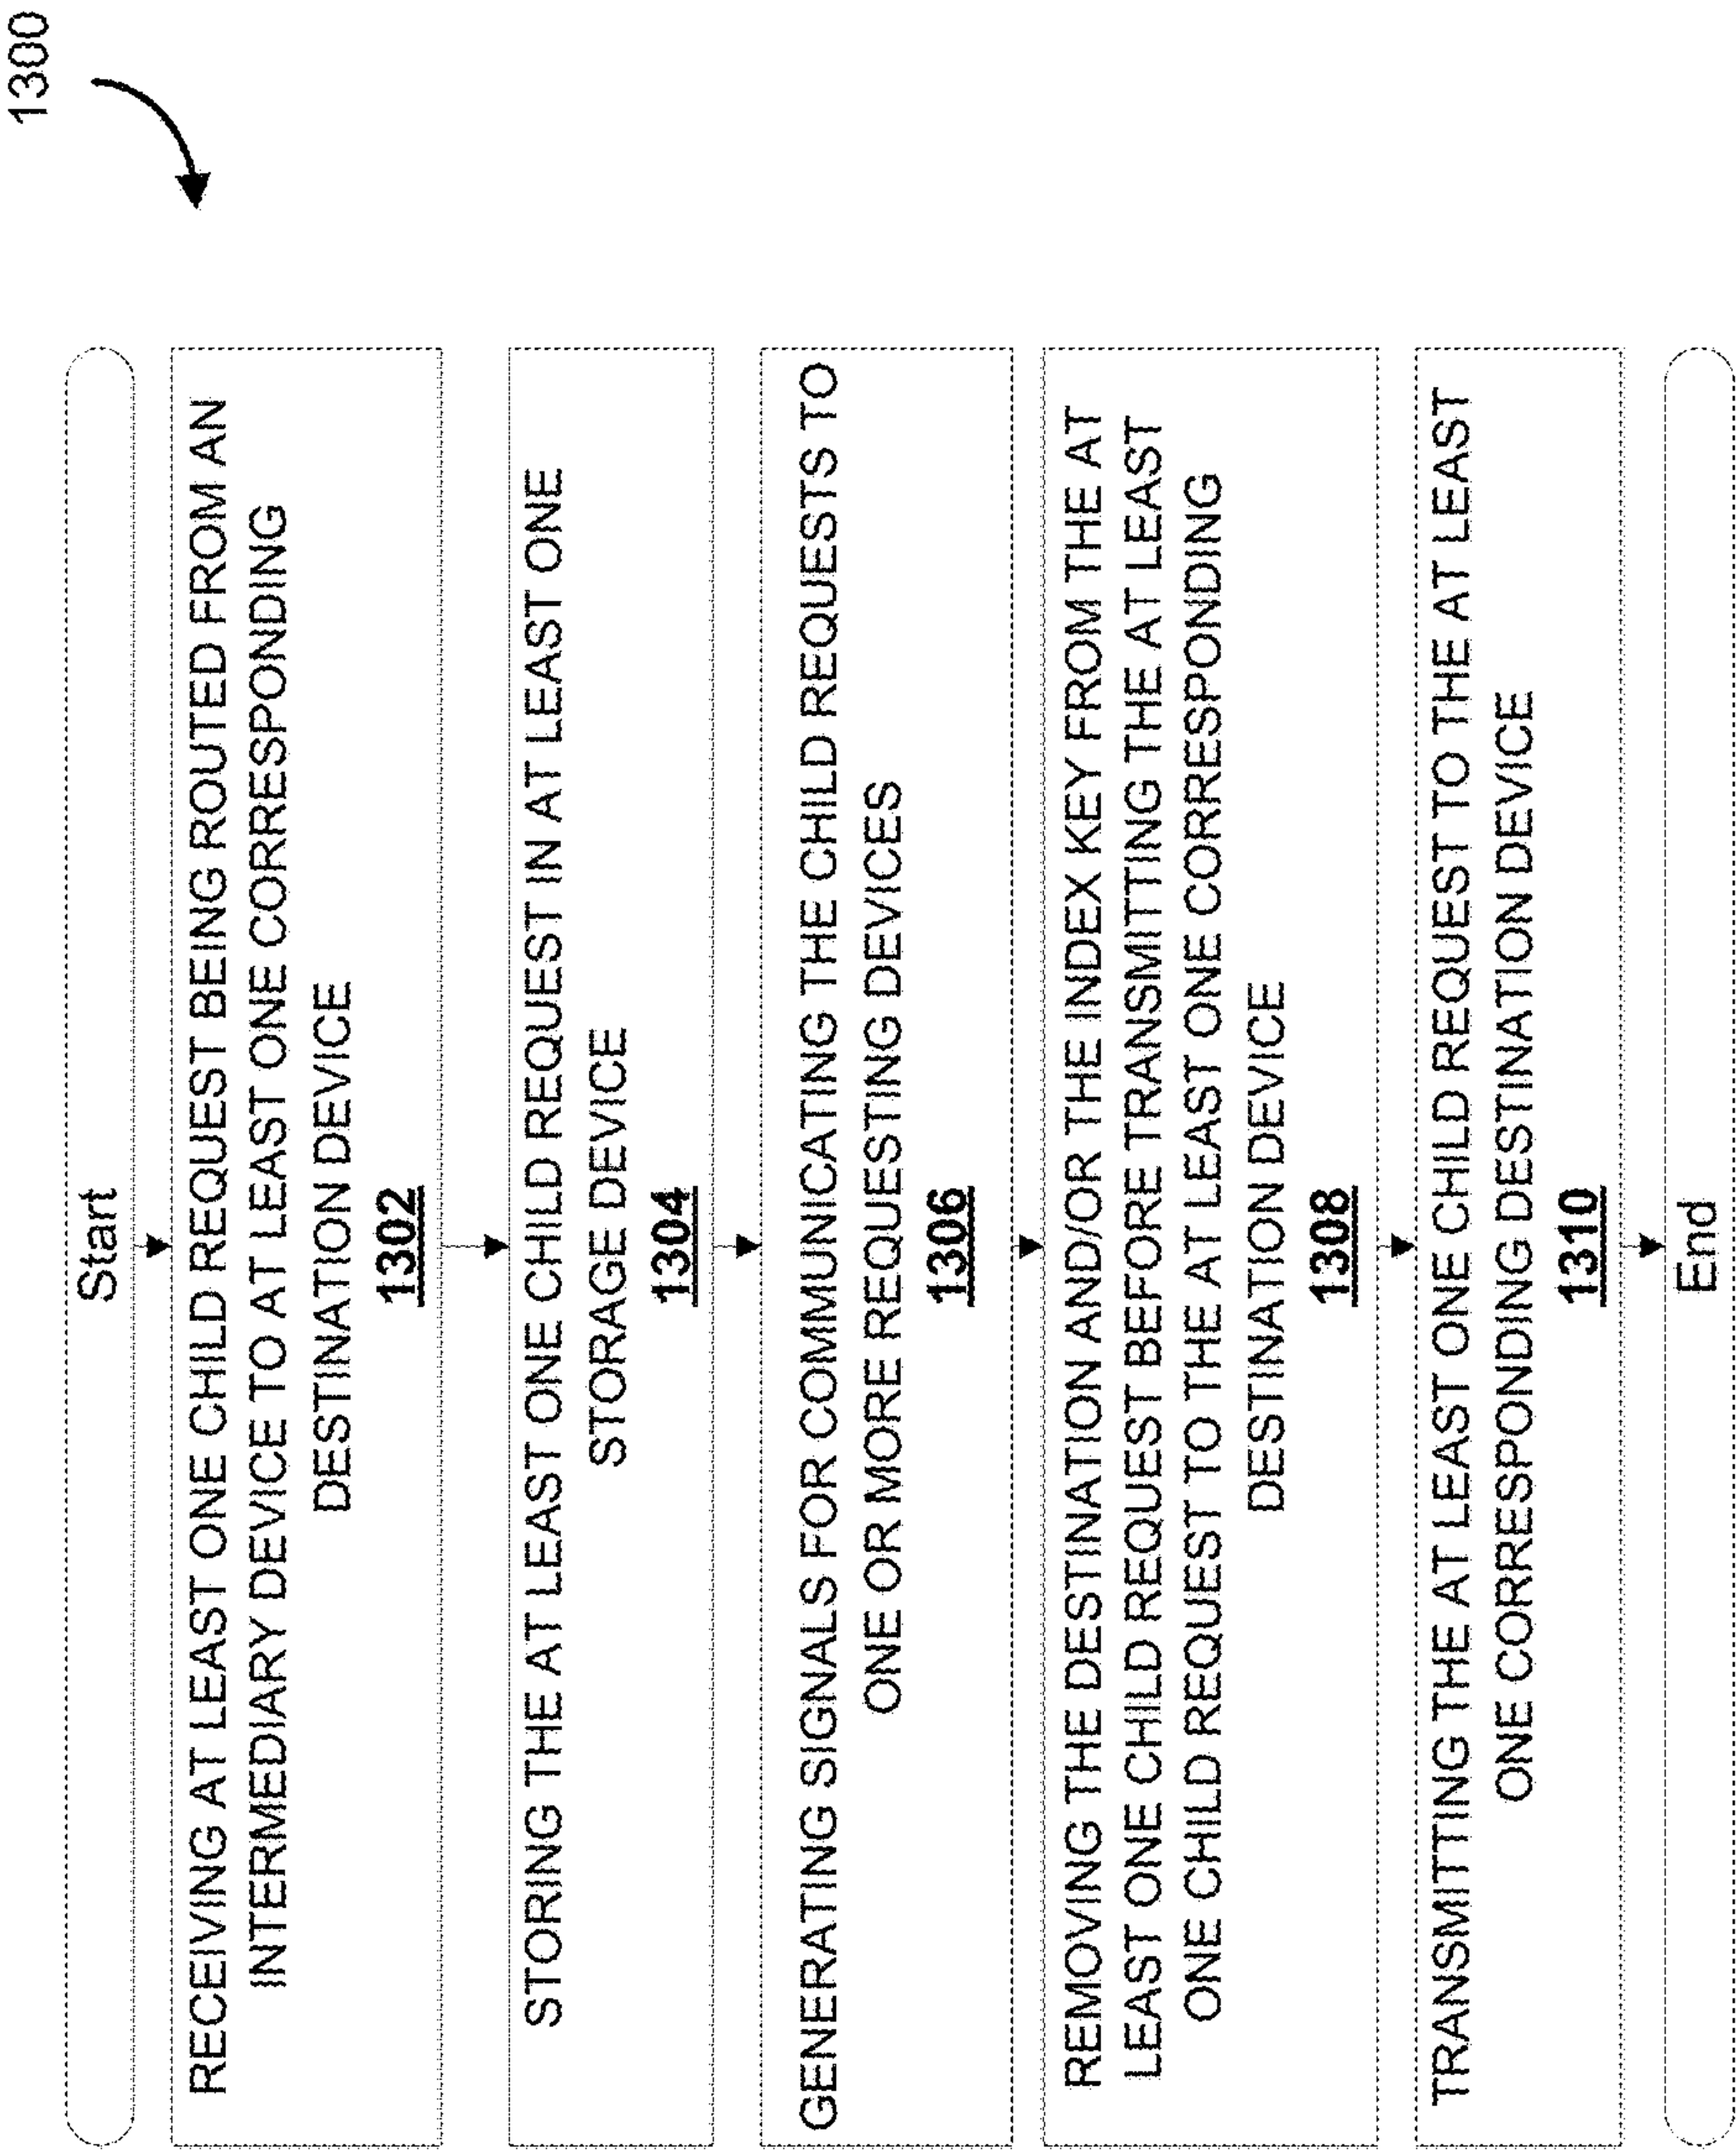 1300
Start
RECEIVING AT LEAST ONE CHILD REQUEST BEING ROUTED FROM AN
INTERMEDIARY DEVICE TO AT LEAST ONE CORRESPONDING
DESTINATION DEVICE
1302
STORING THE AT LEAST ONE CHILD REQUEST IN AT LEAST ONE
STORAGE DEVICE
1304
GENERATING SIGNALS FOR COMMUNICATING THE CHILD REQUESTS TO
ONE OR MORE REQUESTING DEVICES
1306
REMOVING THE DESTINATION AND/OR THE INDEX KEY FROM THE AT
LEAST ONE CHILD REQUEST BEFORE TRANSMITTING THE AT LEAST
ONE CHILD REQUEST TO THE AT LEAST ONE CORRESPONDING
DESTINATION DEVICE
1308
TRANSMITTING THE AT LEAST ONE CHILD REQUEST TO THE AT LEAST
ONE CORRESPONDING DESTINATION DEVICE
1310
End